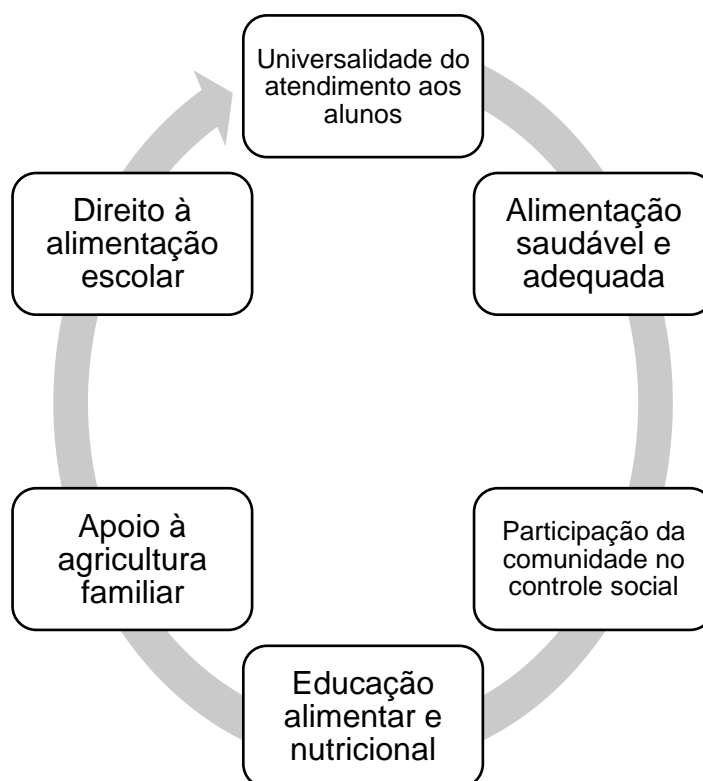 Universalidade do
atendimento aos
alunos
Alimentação
saudável e
adequada
Participação da
comunidade no
controle social
Educação
alimentar e
nutricional
Apoio à
agricultura
familiar
Direito à
alimentação
escolar